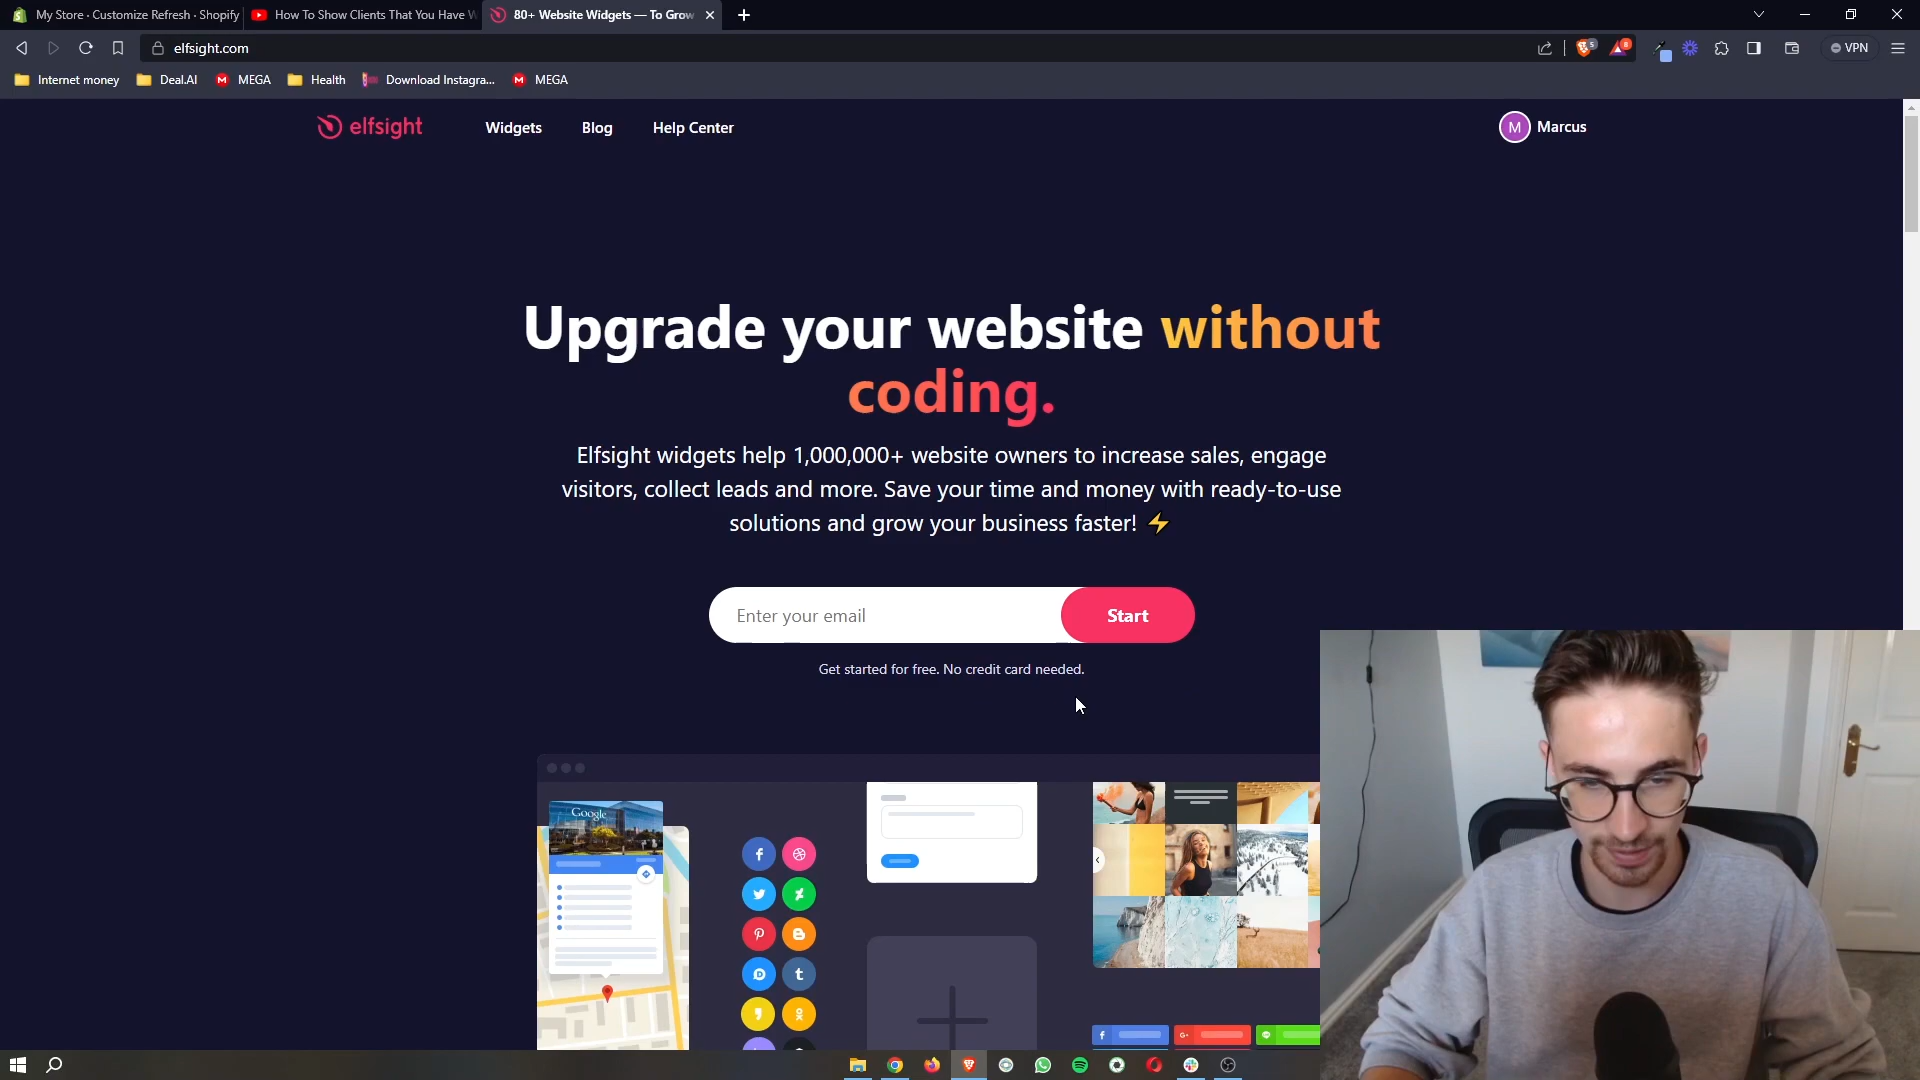 My Store · Customize Refresh · Shopify
How To Show Clients That You Have W
80+ Website Widgets — To Grow
elfsight.com
VPN
Internet money
Deal.AI
MEGA
Health
Download Instagra...
MEGA
elfsight
Widgets
Blog
Help Center
M
Marcus
Upgrade your website without
coding.
Elfsight widgets help 1,000,000+ website owners to increase sales, engage
visitors, collect leads and more. Save your time and money with ready-to-use
solutions and grow your business faster! ⚡
Enter your email
Start
Get started for free. No credit card needed.
Google